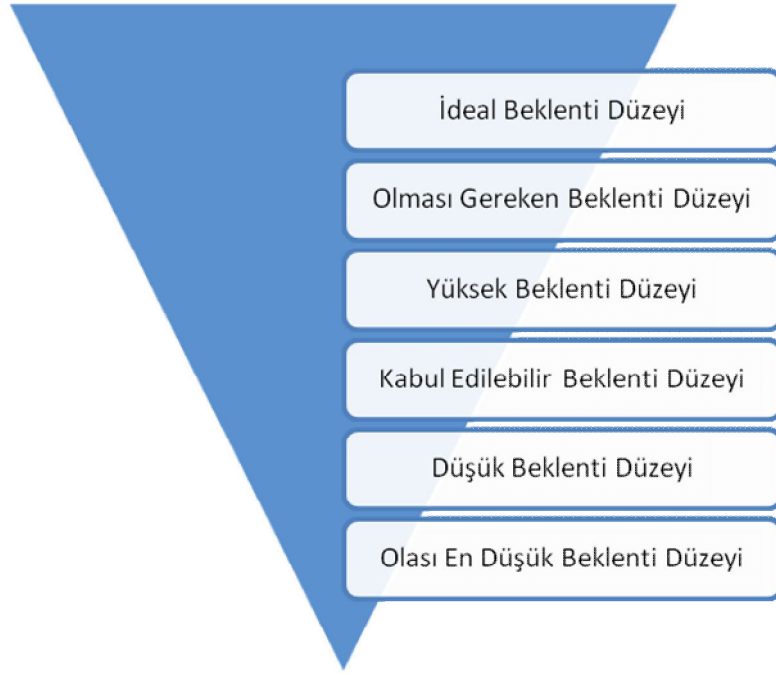 İdeal Beklenti Düzeyi
Olması Gereken Beklenti Düzeyi
Yüksek Beklenti Düzeyi
Kabul Edilebilir Beklenti Düzeyi
Düşük Beklenti Düzeyi
Olası En Düşük Beklenti Düzeyi